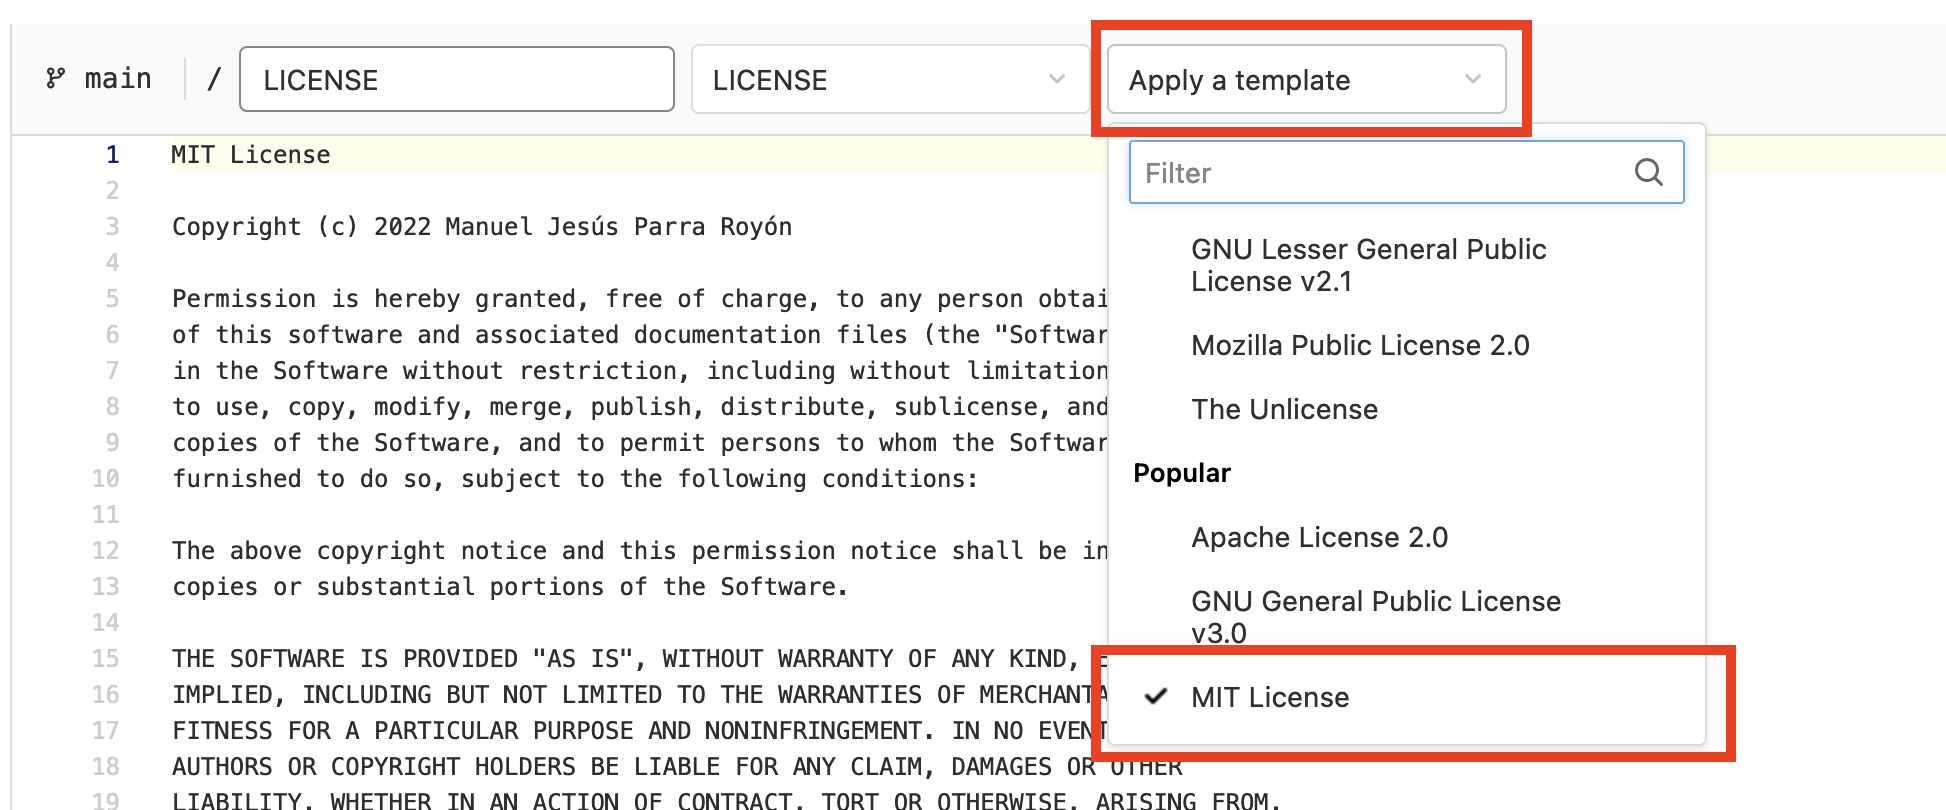 main / LICENSE LICENSE Apply a template
1 MIT License
2
3 Copyright (c) 2022 Manuel Jesús Parra Royón
4
5 Permission is hereby granted, free of charge, to any person obtai
6 of this software and associated documentation files (the "Softwar
7 in the Software without restriction, including without limitation
8 to use, copy, modify, merge, publish, distribute, sublicense, and
9 copies of the Software, and to permit persons to whom the Softwar
10 furnished to do so, subject to the following conditions:
11
12 The above copyright notice and this permission notice shall be in
13 copies or substantial portions of the Software.
14
15 THE SOFTWARE IS PROVIDED "AS IS", WITHOUT WARRANTY OF ANY KIND, E
16 IMPLIED, INCLUDING BUT NOT LIMITED TO THE WARRANTIES OF MERCHANTA
17 FITNESS FOR A PARTICULAR PURPOSE AND NONINFRINGEMENT. IN NO EVENT
18 AUTHORS OR COPYRIGHT HOLDERS BE LIABLE FOR ANY CLAIM, DAMAGES OR OTHER
19 LIABILITY, WHETHER IN AN ACTION OF CONTRACT, TORT OR OTHERWISE, ARISING FROM,
Filter
GNU Lesser General Public
License v2.1
Mozilla Public License 2.0
The Unlicense
Popular
Apache License 2.0
GNU General Public License
v3.0
MIT License